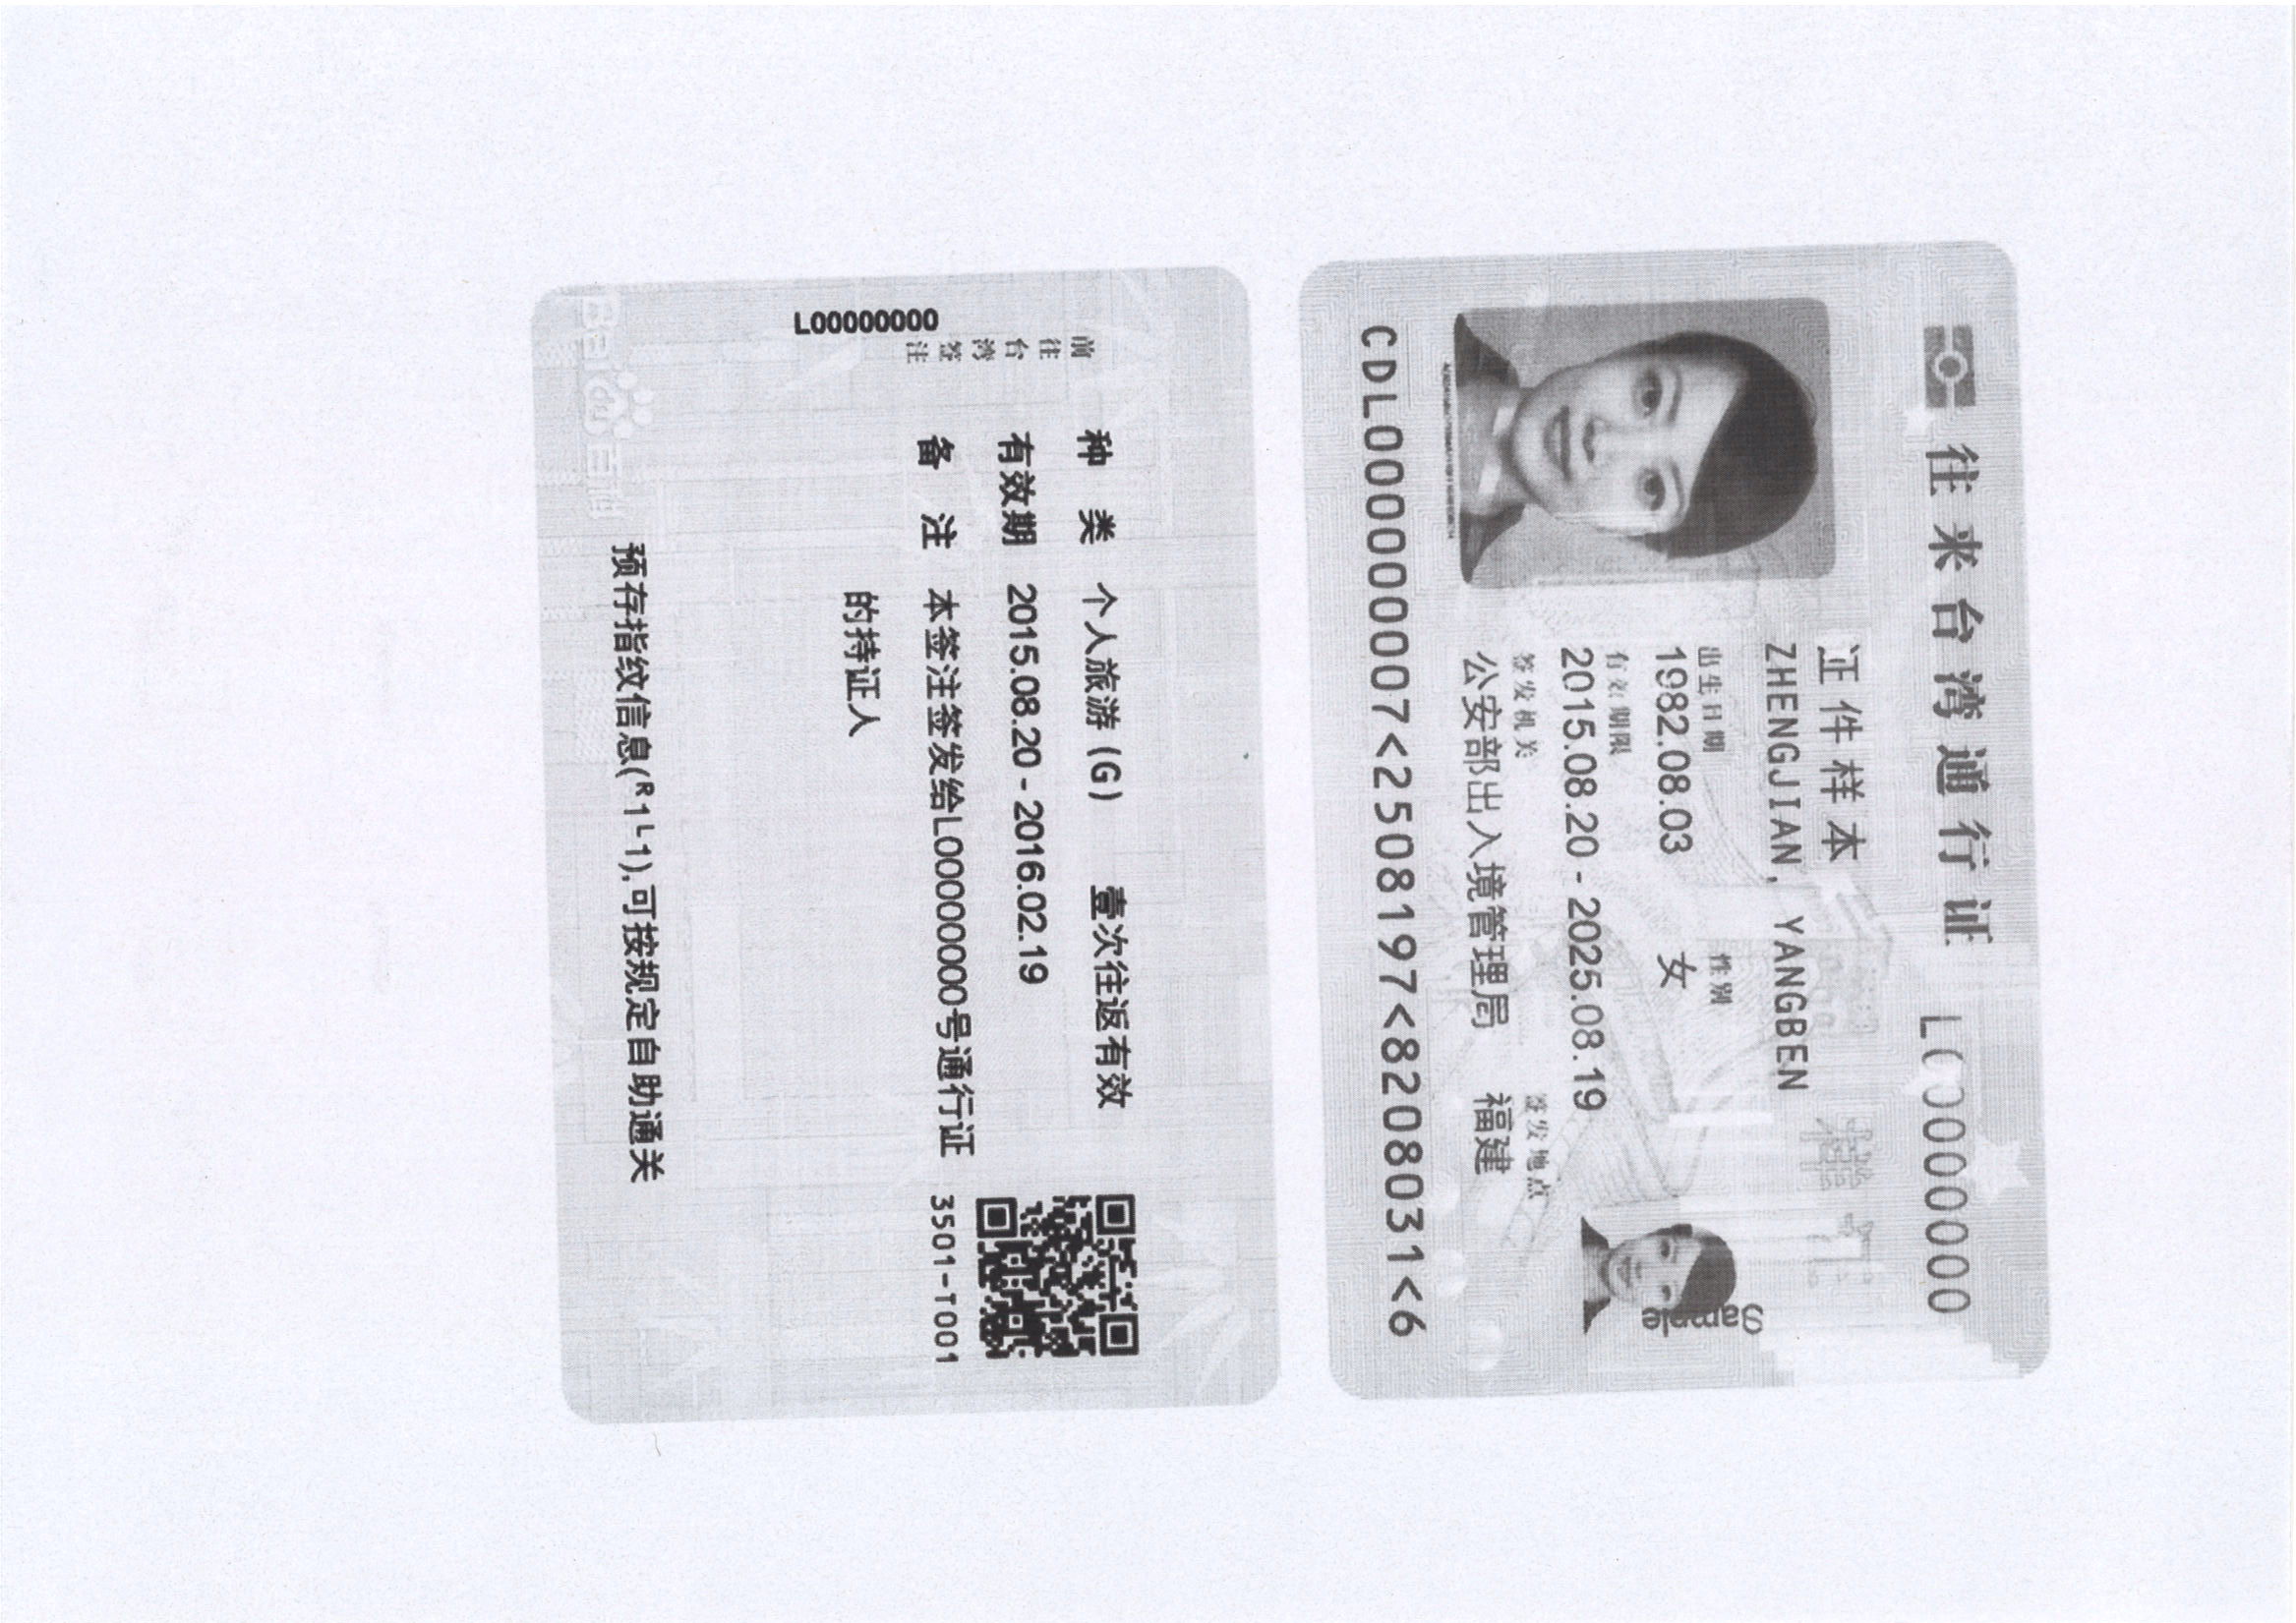 往来台湾通行证 L00000000
证件样本
ZHENGJIAN, YANGBEN
样
Sample
出生日期 性别
1982.08.03 女
有效期限
2015.08.20 - 2025.08.19
签发机关 签发地点
公安部出入境管理局 福建
CDL000000007<2508197<8208031<6
前往台湾签注
L00000000
种 类 个人旅游 (G) 壹次往返有效
有效期 2015.08.20 - 2016.02.19
备 注 本签注签发给L00000000号通行证
的持证人
3501-T001
预存指纹信息(R1L1),可按规定自助通关
Bai 百科